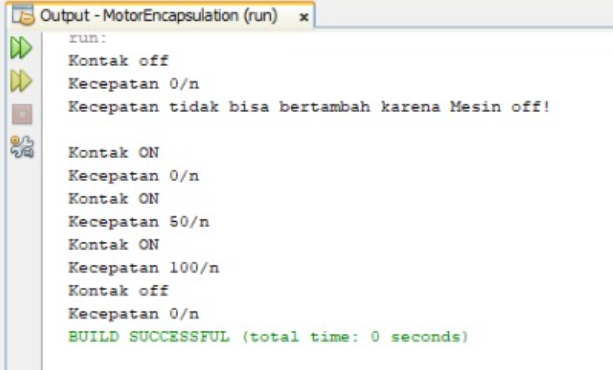 Output - MotorEncapsulation (run) x
run:
Kontak off
Kecepatan 0/n
Kecepatan tidak bisa bertambah karena Mesin off!
Kontak ON
Kecepatan 0/n
Kontak ON
Kecepatan 50/n
Kontak ON
Kecepatan 100/n
Kontak off
Kecepatan 0/n
BUILD SUCCESSFUL (total time: 0 seconds)